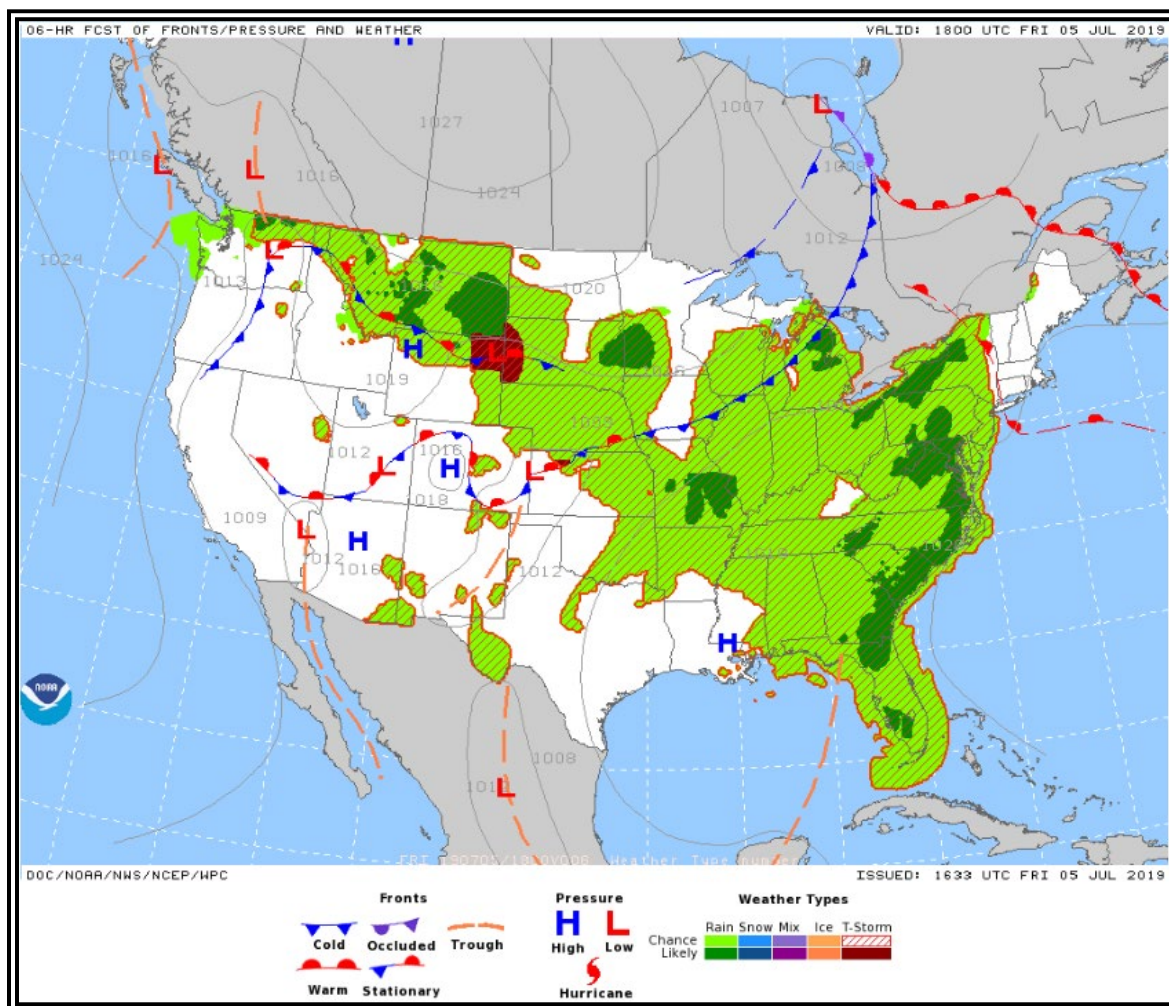 06-HR FCST OF FRONTS/PRESSURE AND WEATHER
VALID: 1800 UTC FRI 05 JUL 2019
H
1007
L
1027
1016
L
L
1016
1008
1024
1012
1024
L
1013
1020
H
L
1019
1012
1016
L
H
L
1018
1009
L
H
1012
1016
1012
H
NOAA
1008
L
DOC/NOAA/NWS/NCEP/WPC
ISSUED: 1633 UTC FRI 05 JUL 2019
Fronts
Pressure
Weather Types
H
L
Rain
Snow
Mix
Ice
T-Storm
Cold
Occluded
Trough
High
Low
Chance
Likely
Warm
Stationary
Hurricane